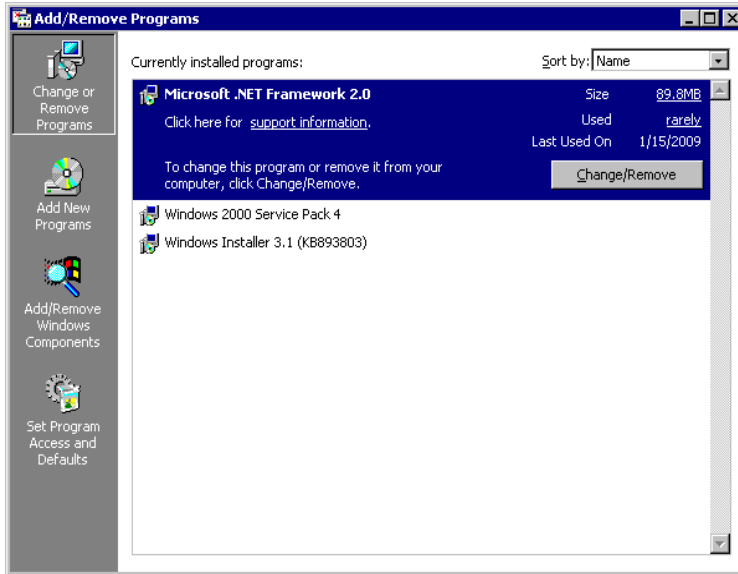 Add/Remove Programs
Change or
Remove
Programs
Add New
Programs
Add/Remove
Windows
Components
Set Program
Access and
Defaults
Currently installed programs:
Sort by: Name
Microsoft .NET Framework 2.0
Size 89.8MB
Click here for support information.
Used rarely
Last Used On 1/15/2009
To change this program or remove it from your
computer, click Change/Remove.
Change/Remove
Windows 2000 Service Pack 4
Windows Installer 3.1 (KB893803)